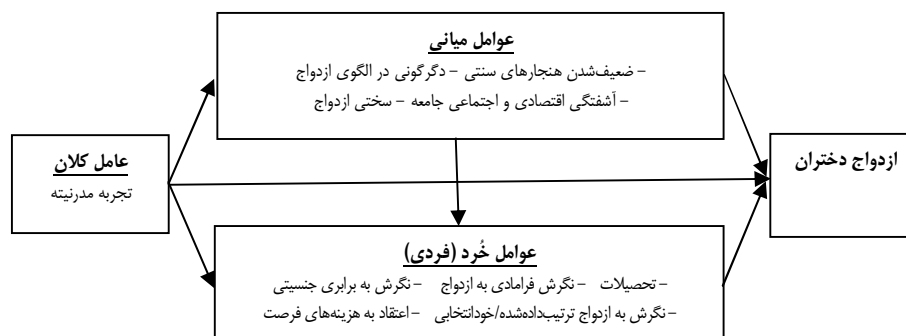 عوامل میانی
– ضعیف‌شدن هنجارهای سنتی – دگرگونی در الگوی ازدواج
– آشفتگی اقتصادی و اجتماعی جامعه – سختی ازدواج
ازدواج دختران
عامل کلان
تجربه مدرنیته
عوامل خُرد (فردی)
– تحصیلات – نگرش فرامادی به ازدواج – نگرش به برابری جنسیتی
– نگرش به ازدواج ترتیب‌داده‌شده/خودانتخابی – اعتقاد به هزینه‌های فرصت